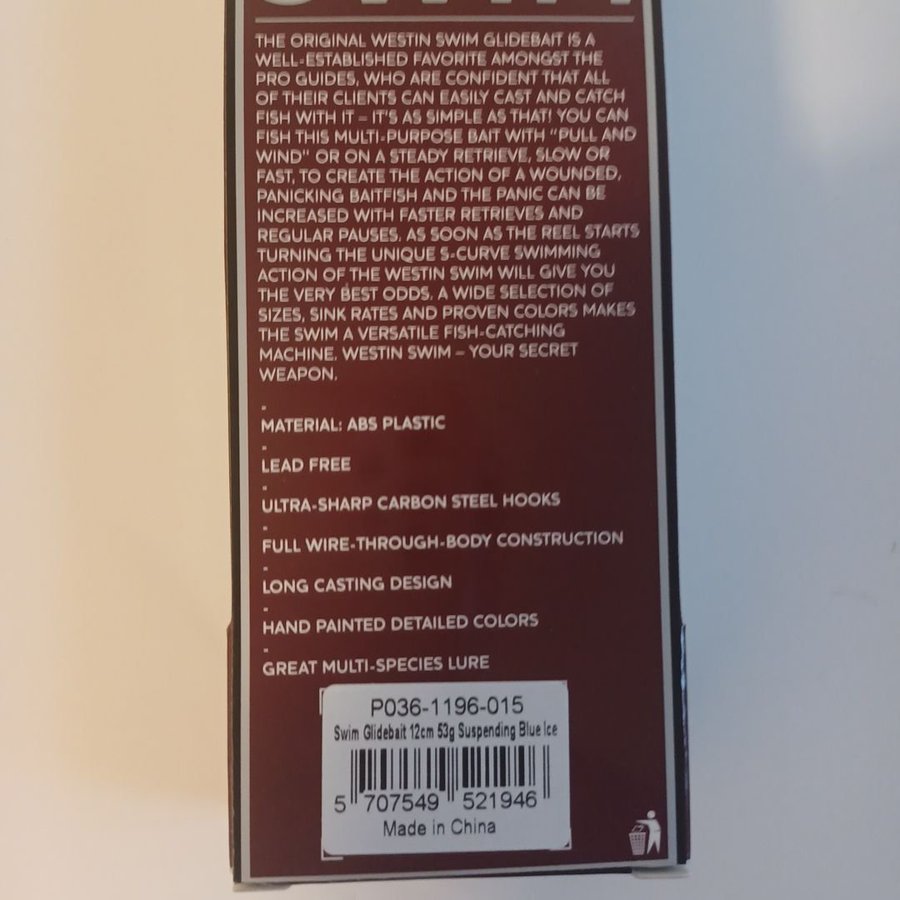 THE ORIGINAL WESTIN SWIM GLIDEBAIT IS A
WELL-ESTABLISHED FAVORITE AMONGST THE
PRO GUIDES, WHO ARE CONFIDENT THAT ALL
OF THEIR CLIENTS CAN EASILY CAST AND CATCH
FISH WITH IT – IT'S AS SIMPLE AS THAT! YOU CAN
FISH THIS MULTI-PURPOSE BAIT WITH "PULL AND
WIND" OR ON A STEADY RETRIEVE, SLOW OR
FAST, TO CREATE THE ACTION OF A WOUNDED,
PANICKING BAITFISH AND THE PANIC CAN BE
INCREASED WITH FASTER RETRIEVES AND
REGULAR PAUSES. AS SOON AS THE REEL STARTS
TURNING THE UNIQUE S-CURVE SWIMMING
ACTION OF THE WESTIN SWIM WILL GIVE YOU
THE VERY BEST ODDS. A WIDE SELECTION OF
SIZES, SINK RATES AND PROVEN COLORS MAKES
THE SWIM A VERSATILE FISH-CATCHING
MACHINE. WESTIN SWIM – YOUR SECRET
WEAPON.
-
MATERIAL: ABS PLASTIC
-
LEAD FREE
-
ULTRA-SHARP CARBON STEEL HOOKS
-
FULL WIRE-THROUGH-BODY CONSTRUCTION
-
LONG CASTING DESIGN
-
HAND PAINTED DETAILED COLORS
-
GREAT MULTI-SPECIES LURE
P036-1196-015
Swim Glidebait 12cm 53g Suspending Blue Ice
5 707549 521946
Made in China